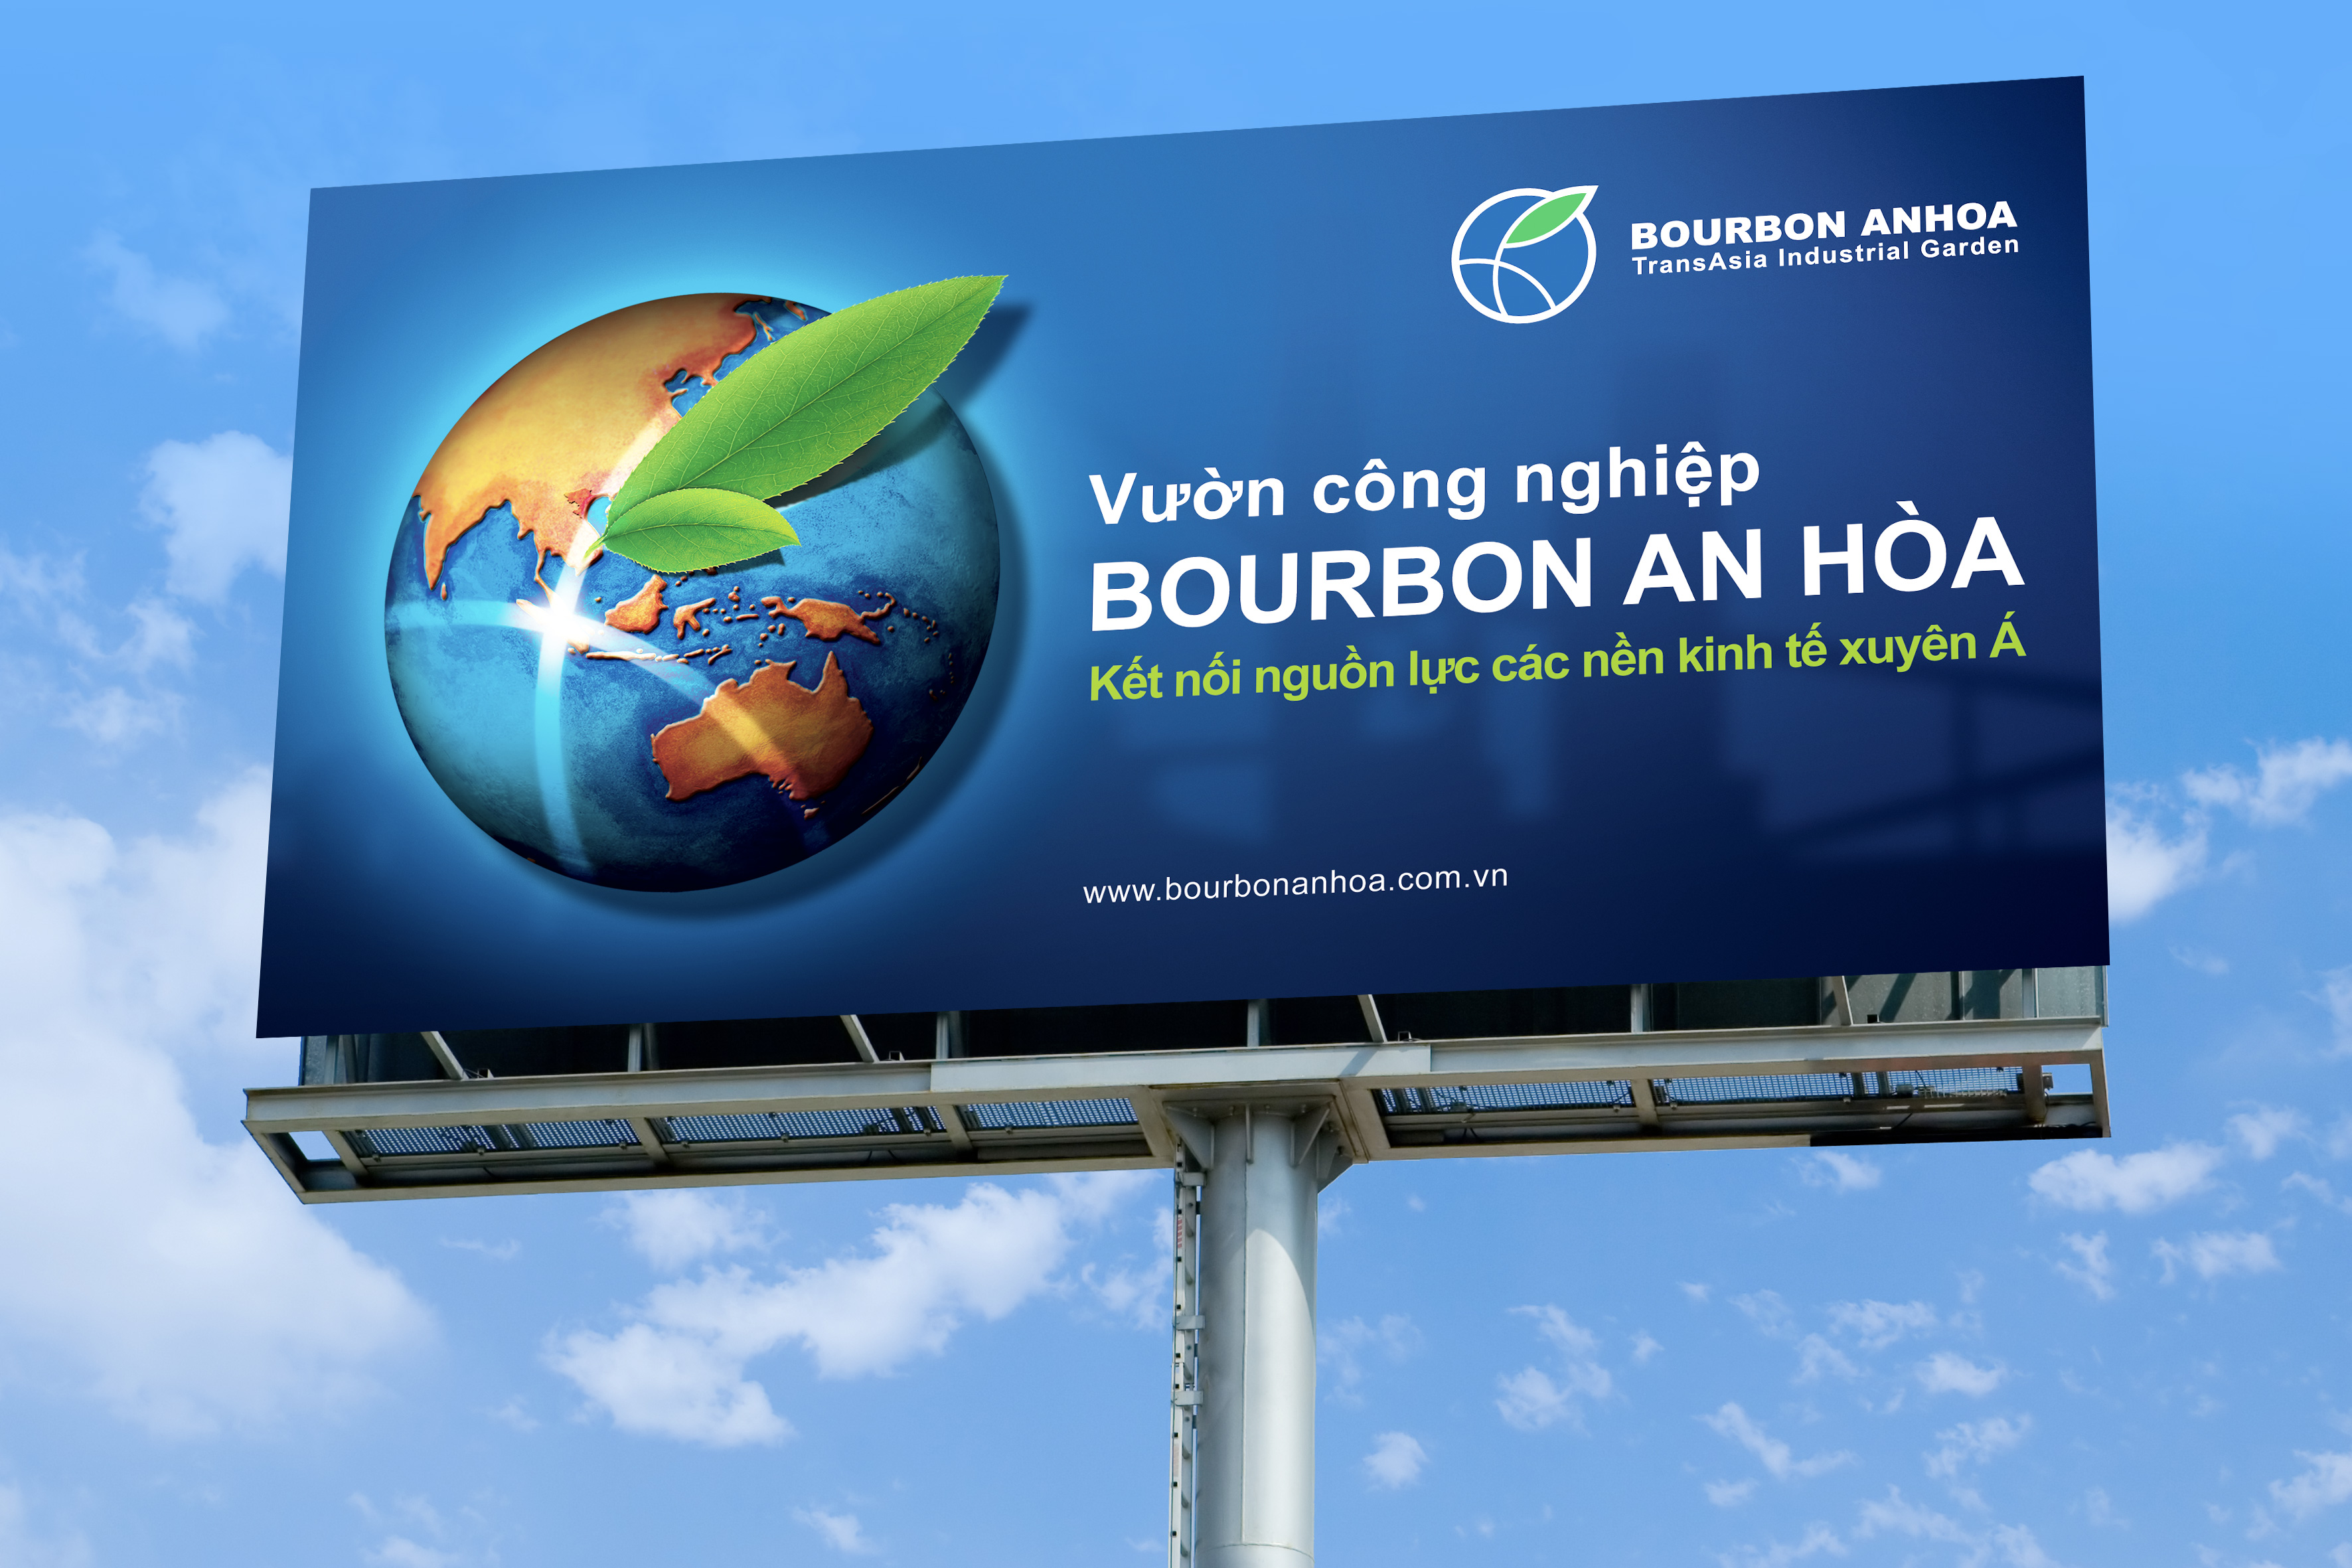 BOURBON ANHOA
TransAsia Industrial Garden
Vườn công nghiệp
BOURBON AN HÒA
Kết nối nguồn lực các nền kinh tế xuyên Á
www.bourbonanhoa.com.vn